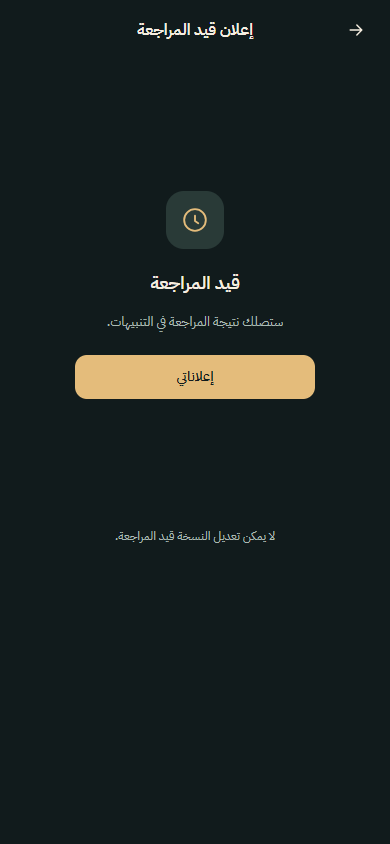 إعلان قيد المراجعة
قيد المراجعة
ستصلك نتيجة المراجعة في التنبيهات.
إعلاناتي
لا يمكن تعديل النسخة قيد المراجعة.